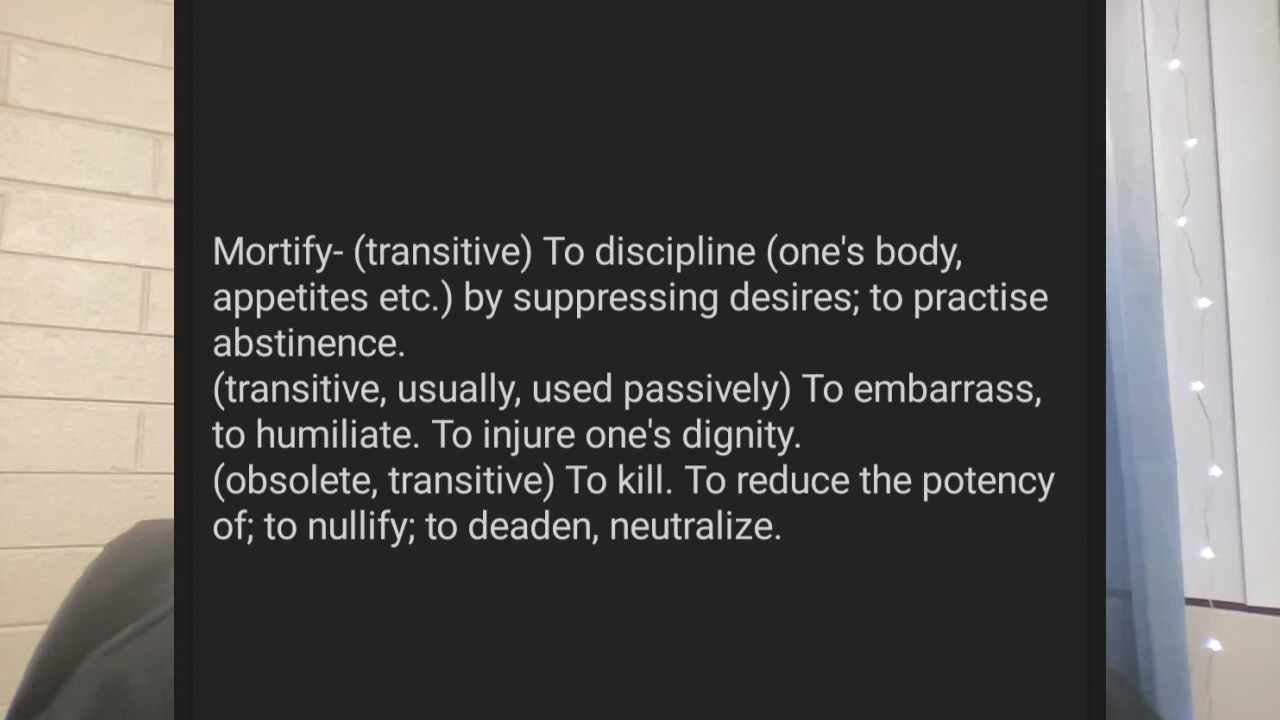 Mortify- (transitive) To discipline (one's body,
appetites etc.) by suppressing desires; to practise
abstinence.
(transitive, usually, used passively) To embarrass,
to humiliate. To injure one's dignity.
(obsolete, transitive) To kill. To reduce the potency
of; to nullify; to deaden, neutralize.